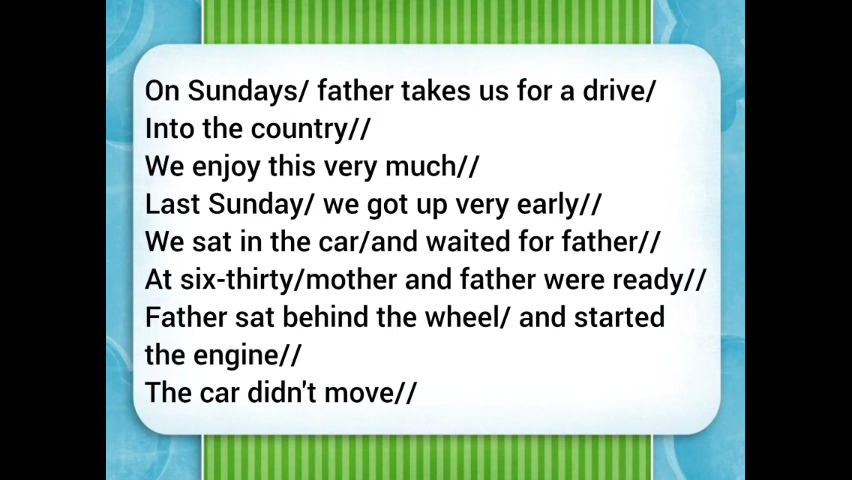 On Sundays/ father takes us for a drive/
Into the country//
We enjoy this very much//
Last Sunday/ we got up very early//
We sat in the car/and waited for father//
At six-thirty/mother and father were ready//
Father sat behind the wheel/ and started
the engine//
The car didn't move//